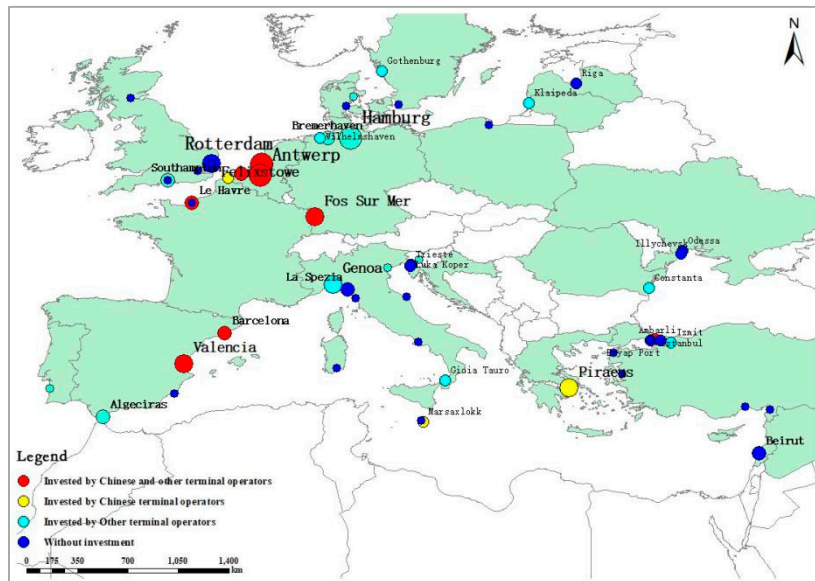 N
Gothenburg
Riga
Klaipeda
Hamburg
Bremerhaven
Wilhelmshaven
Rotterdam
Antwerp
Southampton
Felixstowe
Le Havre
Fos Sur Mer
Illychevsk
Odessa
Trieste
Luka Koper
Genoa
La Spezia
Constanta
Barcelona
Ambarli
Izmit
Istanbul
Valencia
Piraeus
Gioia Tauro
Algeciras
Marsaxlokk
Beirut
Legend
Invested by Chinese and other terminal operators
Invested by Chinese terminal operators
Invested by Other terminal operators
Without investment
0 175 350 700 1,050 1,400
km